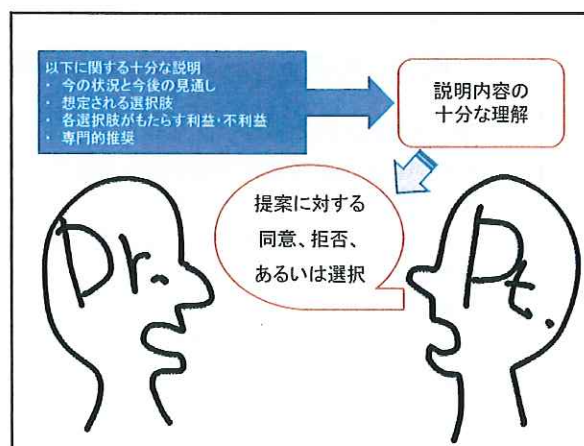 以下に関する十分な説明
・ 今の状況と今後の見通し
・ 想定される選択肢
・ 各選択肢がもたらす利益・不利益
・ 専門的推奨
説明内容の
十分な理解
提案に対する
同意、拒否、
あるいは選択
Dr.
Pt.